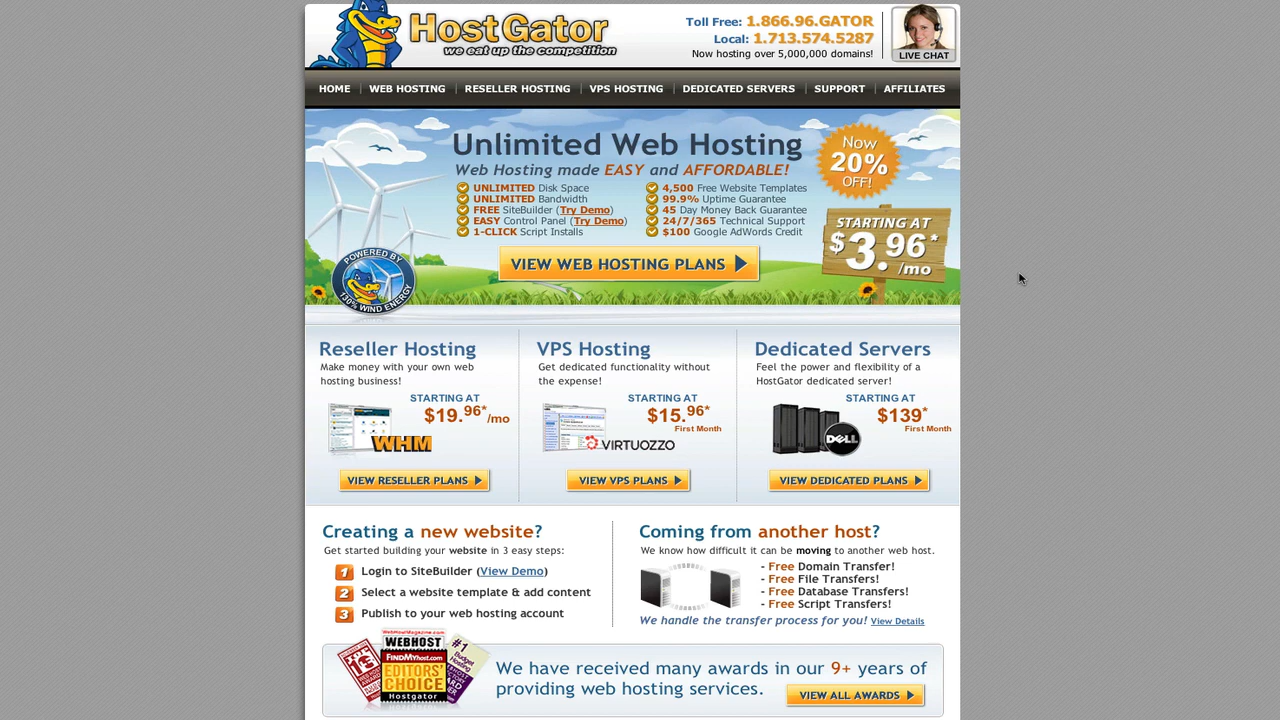 HostGator
we eat up the competition
Toll Free: 1.866.96.GATOR
Local: 1.713.574.5287
Now hosting over 5,000,000 domains!
LIVE CHAT
HOME
WEB HOSTING
RESELLER HOSTING
VPS HOSTING
DEDICATED SERVERS
SUPPORT
AFFILIATES
Unlimited Web Hosting
Web Hosting made EASY and AFFORDABLE!
UNLIMITED Disk Space
UNLIMITED Bandwidth
FREE SiteBuilder (Try Demo)
EASY Control Panel (Try Demo)
1-CLICK Script Installs
4,500 Free Website Templates
99.9% Uptime Guarantee
45 Day Money Back Guarantee
24/7/365 Technical Support
$100 Google AdWords Credit
Now
20%
OFF!
STARTING AT
$3.96*
/mo
VIEW WEB HOSTING PLANS
POWERED BY
130% WIND ENERGY
Reseller Hosting
Make money with your own web
hosting business!
STARTING AT
$19.96*/mo
WHM
VIEW RESELLER PLANS
VPS Hosting
Get dedicated functionality without
the expense!
STARTING AT
$15.96*
First Month
VIRTUOZZO
VIEW VPS PLANS
Dedicated Servers
Feel the power and flexibility of a
HostGator dedicated server!
STARTING AT
$139*
First Month
DELL
VIEW DEDICATED PLANS
Creating a new website?
Get started building your website in 3 easy steps:
1 Login to SiteBuilder (View Demo)
2 Select a website template & add content
3 Publish to your web hosting account
Coming from another host?
We know how difficult it can be moving to another web host.
- Free Domain Transfer!
- Free File Transfers!
- Free Database Transfers!
- Free Script Transfers!
We handle the transfer process for you! View Details
WebHostMagazine.com
WEBHOST
FINDMYhost.com
EDITORS'
CHOICE
Hostgator
#1
Budget
Hosting
We have received many awards in our 9+ years of
providing web hosting services.
VIEW ALL AWARDS